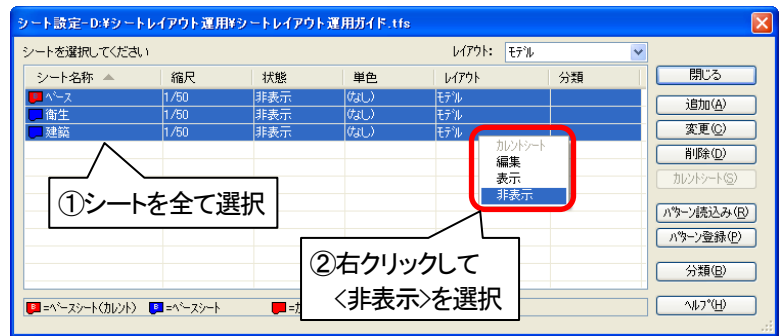 シート設定-D:¥シートレイアウト運用¥シートレイアウト運用ガイド.tfs
シートを選択してください
レイアウト: モデル
シート名称 縮尺 状態 単色 レイアウト 分類
ベース 1/50 非表示 (なし) モデル
衛生 1/50 非表示 (なし) モデル
建築 1/50 非表示 (なし) モデル
カレントシート
編集
表示
非表示
①シートを全て選択
②右クリックして
<非表示>を選択
閉じる
追加(A)
変更(C)
削除(D)
カレントシート(S)
パターン読込み(R)
パターン登録(P)
分類(B)
ヘルプ(H)
B =ベースシート(カレント) B =ベースシート